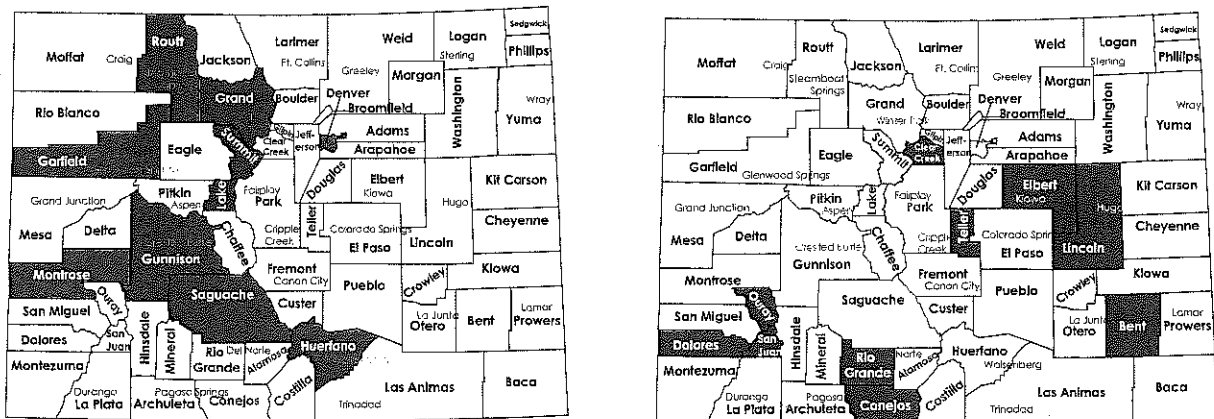 Sedgwick
Moffat
Craig
Routt
Jackson
Larimer
Ft. Collins
Weld
Greeley
Logan
Sterling
Phillips
Morgan
Rio Blanco
Grand
Boulder
Denver
Broomfield
Washington
Wray
Yuma
Garfield
Eagle
Summit
Gilpin
Clear
Creek
Jeff-
erson
Adams
Arapahoe
Pitkin
Aspen
Lake
Fairplay
Park
Douglas
Elbert
Kiowa
Kit Carson
Grand Junction
Mesa
Delta
Gunnison
Chaffee
Cripple
Creek
Teller
Colorado Springs
El Paso
Hugo
Lincoln
Cheyenne
Montrose
Ouray
Saguache
Fremont
Canon City
Custer
Pueblo
Crowley
Kiowa
San Miguel
Dolores
San
Juan
Hinsdale
Mineral
Rio
Grande
Del
Norte
Alamosa
Huerfano
La Junta
Otero
Bent
Lamar
Prowers
Montezuma
Durango
La Plata
Pagosa Springs
Archuleta
Conejos
Costilla
Las Animas
Trinidad
Baca
Sedgwick
Moffat
Craig
Routt
Steamboat
Springs
Jackson
Larimer
Ft. Collins
Weld
Greeley
Logan
Sterling
Phillips
Morgan
Rio Blanco
Grand
Boulder
Denver
Broomfield
Washington
Wray
Yuma
Garfield
Glenwood Springs
Eagle
Summit
Gilpin
Clear
Creek
Jeff-
erson
Adams
Arapahoe
Pitkin
Aspen
Lake
Fairplay
Park
Douglas
Elbert
Kiowa
Kit Carson
Grand Junction
Mesa
Delta
Crested Butte
Gunnison
Chaffee
Cripple
Creek
Teller
Colorado Springs
El Paso
Hugo
Lincoln
Cheyenne
Montrose
Ouray
Saguache
Fremont
Canon City
Custer
Pueblo
Crowley
Kiowa
San Miguel
Dolores
San
Juan
Hinsdale
Mineral
Rio
Grande
Norte
Alamosa
Huerfano
Walsenberg
La Junta
Otero
Bent
Lamar
Prowers
Montezuma
Durango
La Plata
Pagosa
Archuleta
Conejos
Costilla
Las Animas
Trinidad
Baca